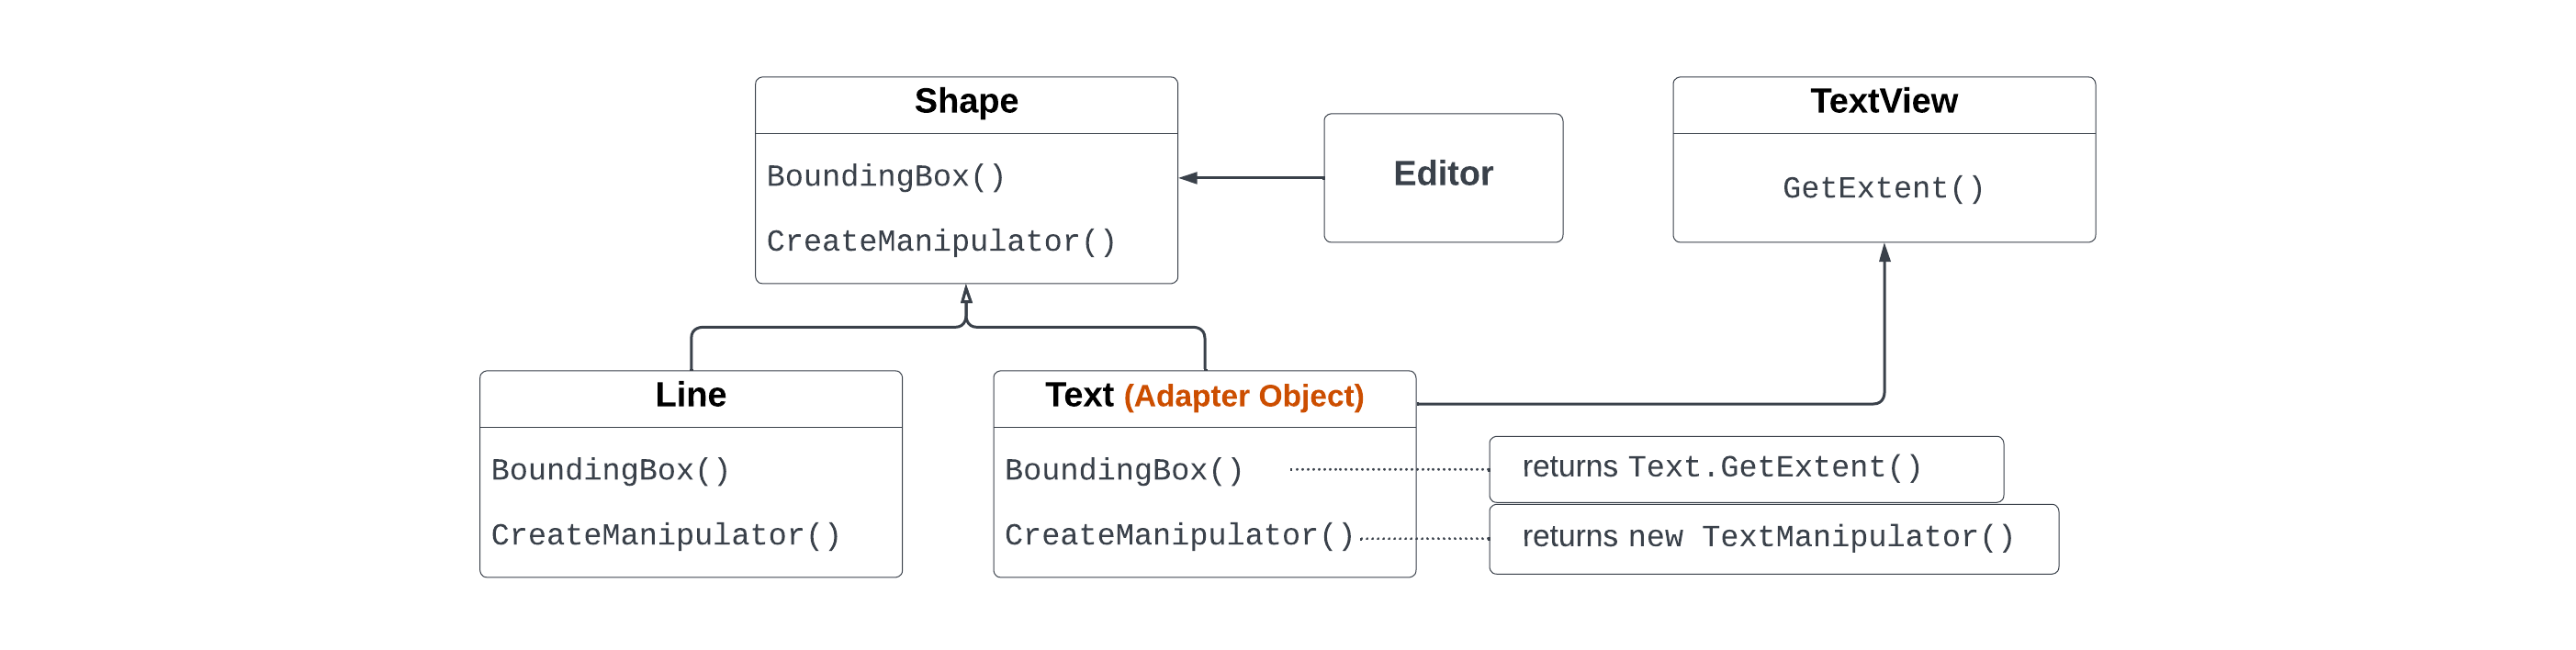 Shape
BoundingBox()
CreateManipulator()
Editor
TextView
GetExtent()
Line
BoundingBox()
CreateManipulator()
Text (Adapter Object)
BoundingBox()
CreateManipulator()
returns Text.GetExtent()
returns new TextManipulator()